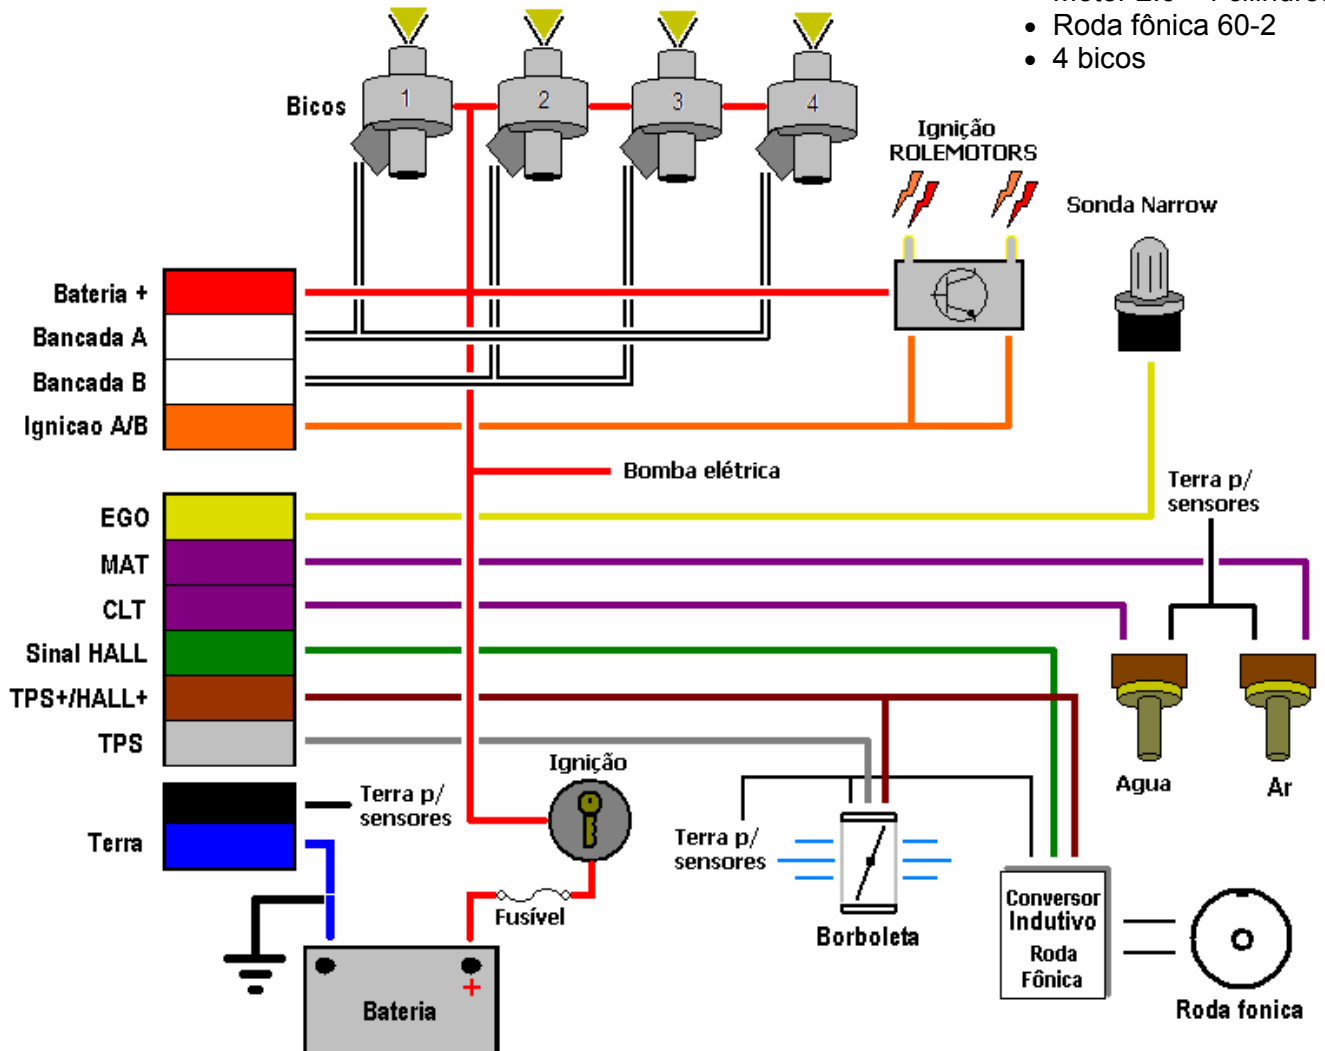 • Roda fônica 60-2
• 4 bicos
Bicos
1
2
3
4
Ignição
ROLEMOTORS
Sonda Narrow
Bateria +
Bancada A
Bancada B
Ignicao A/B
Bomba elétrica
Terra p/
sensores
EGO
MAT
CLT
Sinal HALL
TPS+/HALL+
TPS
Agua
Ar
Ignição
Terra p/
sensores
Terra
Terra p/
sensores
Fusível
Borboleta
Conversor
Indutivo
Roda
Fônica
Roda fonica
+
Bateria